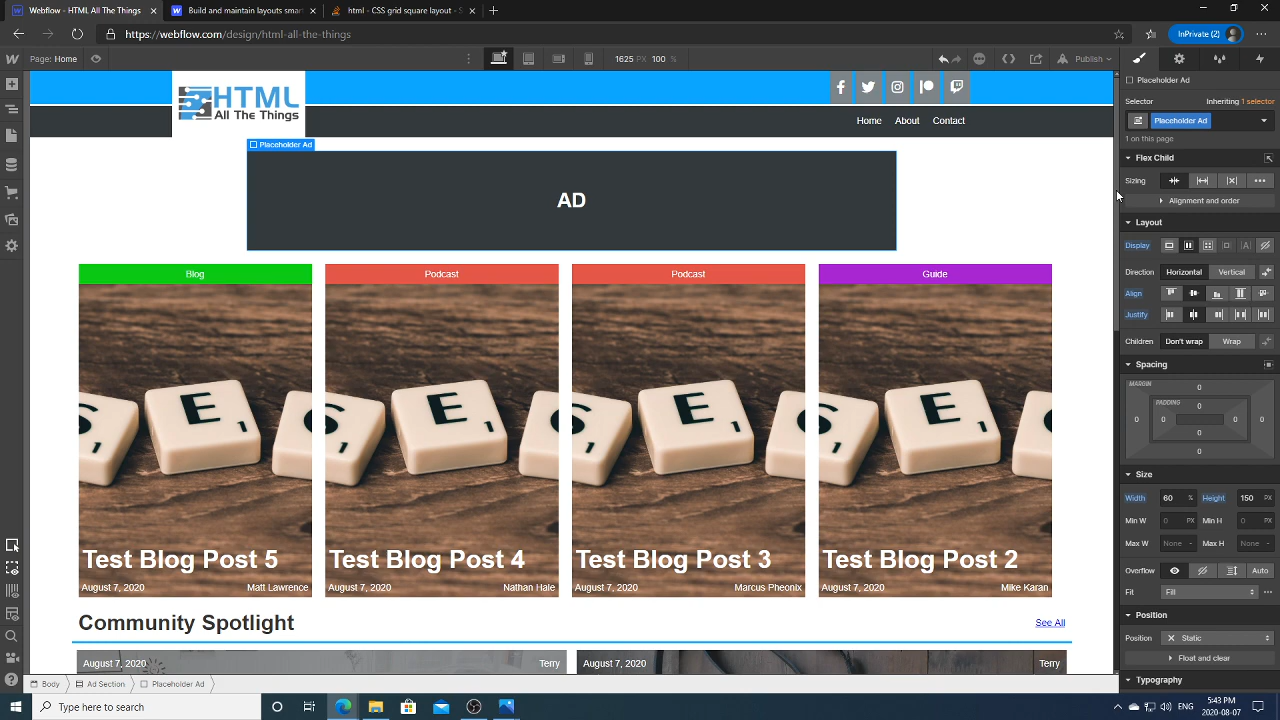 Webflow - HTML All The Things
Build and maintain layouts smar
html - CSS grid square layout - S
https://webflow.com/design/html-all-the-things
InPrivate (2)
Page: Home
1625 PX 100 %
Publish
HTML
All The Things
Home
About
Contact
Placeholder Ad
AD
Blog
Podcast
Podcast
Guide
Test Blog Post 5
Test Blog Post 4
Test Blog Post 3
Test Blog Post 2
August 7, 2020
Matt Lawrence
August 7, 2020
Nathan Hale
August 7, 2020
Marcus Pheonix
August 7, 2020
Mike Karan
Community Spotlight
See All
August 7, 2020
Terry
August 7, 2020
Terry
Placeholder Ad
Selector
Inheriting 1 selector
Placeholder Ad
1 on this page
Flex Child
Sizing
Alignment and order
Layout
Display
Direction
Horizontal
Vertical
Align
Justify
Children
Don't wrap
Wrap
Spacing
MARGIN
0
PADDING
0
0
0
0
0
0
0
Size
Width
60 %
Height
150 PX
Min W
0 PX
Min H
0 PX
Max W
None -
Max H
None -
Overflow
Auto
Fit
Fill
Position
Position
Static
Float and clear
Typography
Body
Ad Section
Placeholder Ad
Type here to search
ENG
5:43 PM
2020-08-07